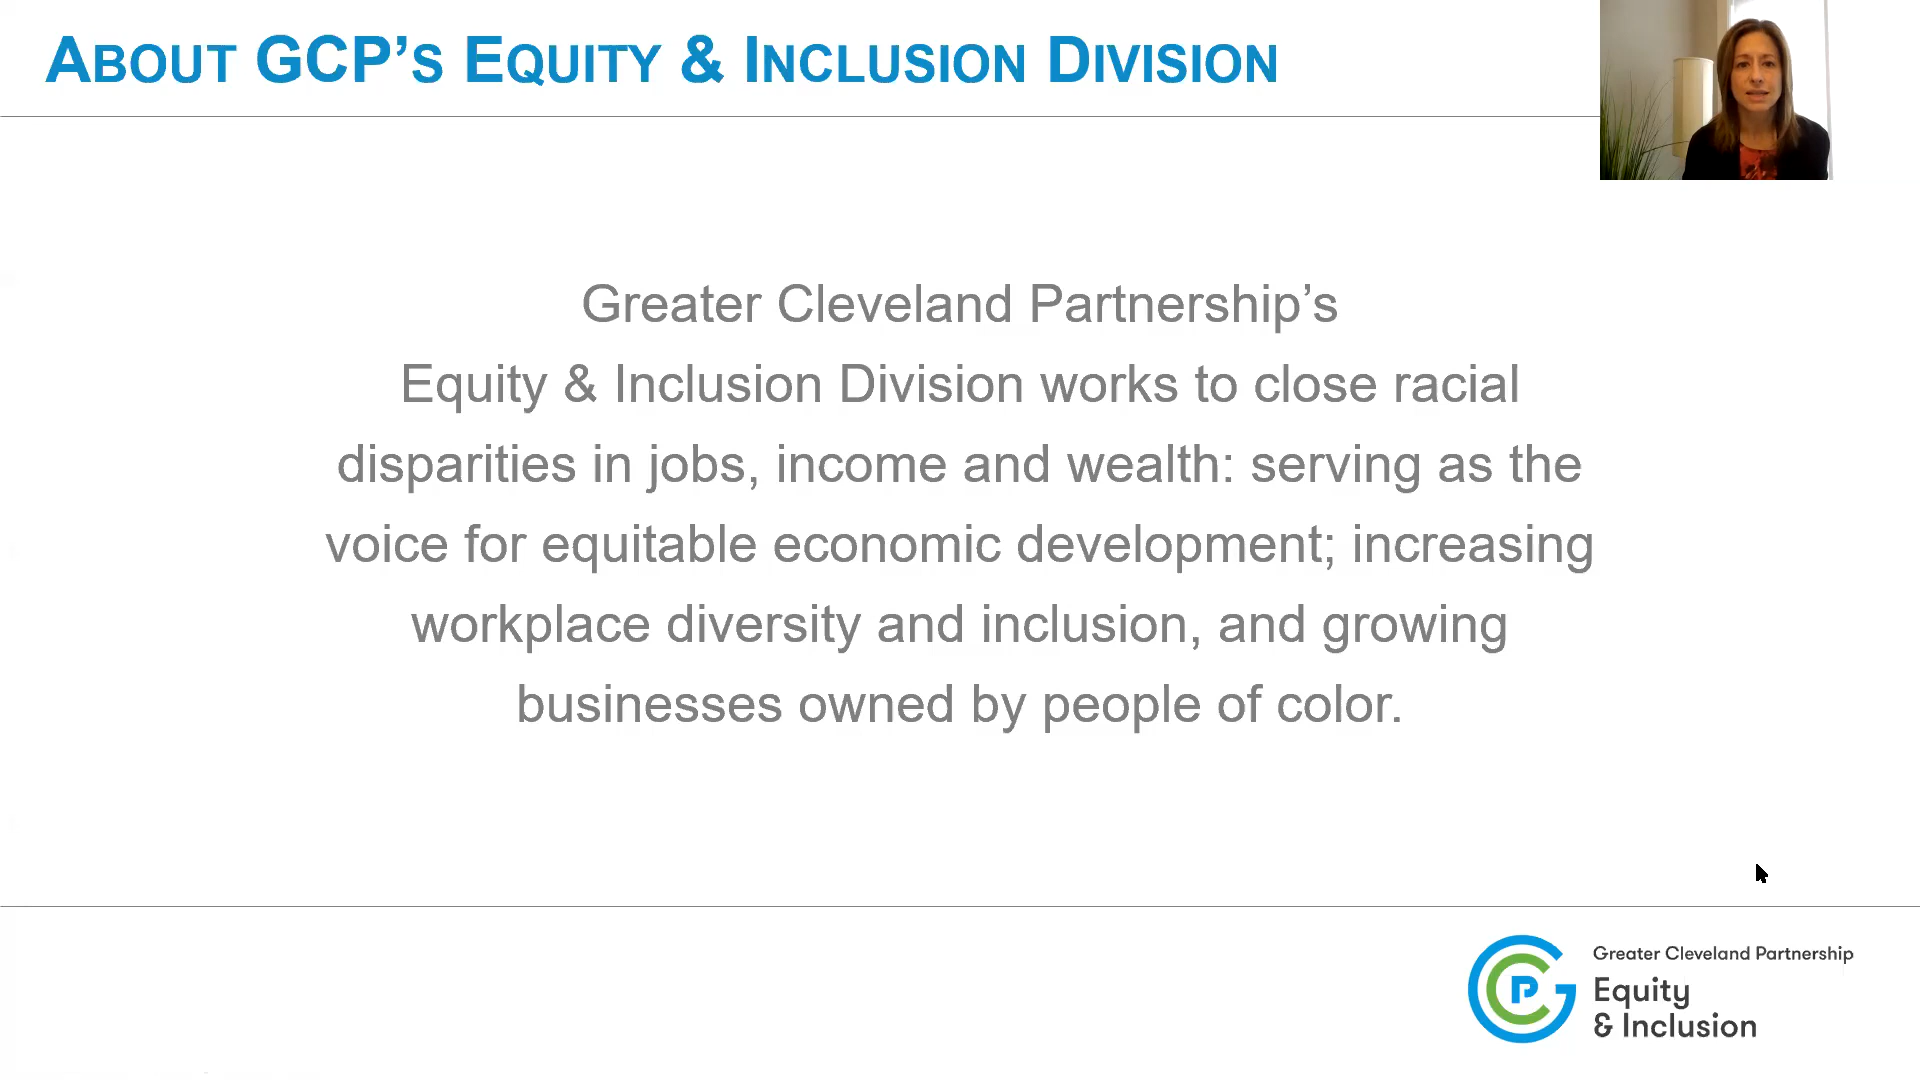 ABOUT GCP’S EQUITY & INCLUSION DIVISION
Greater Cleveland Partnership’s
Equity & Inclusion Division works to close racial
disparities in jobs, income and wealth: serving as the
voice for equitable economic development; increasing
workplace diversity and inclusion, and growing
businesses owned by people of color.
GCP
Greater Cleveland Partnership
Equity
& Inclusion